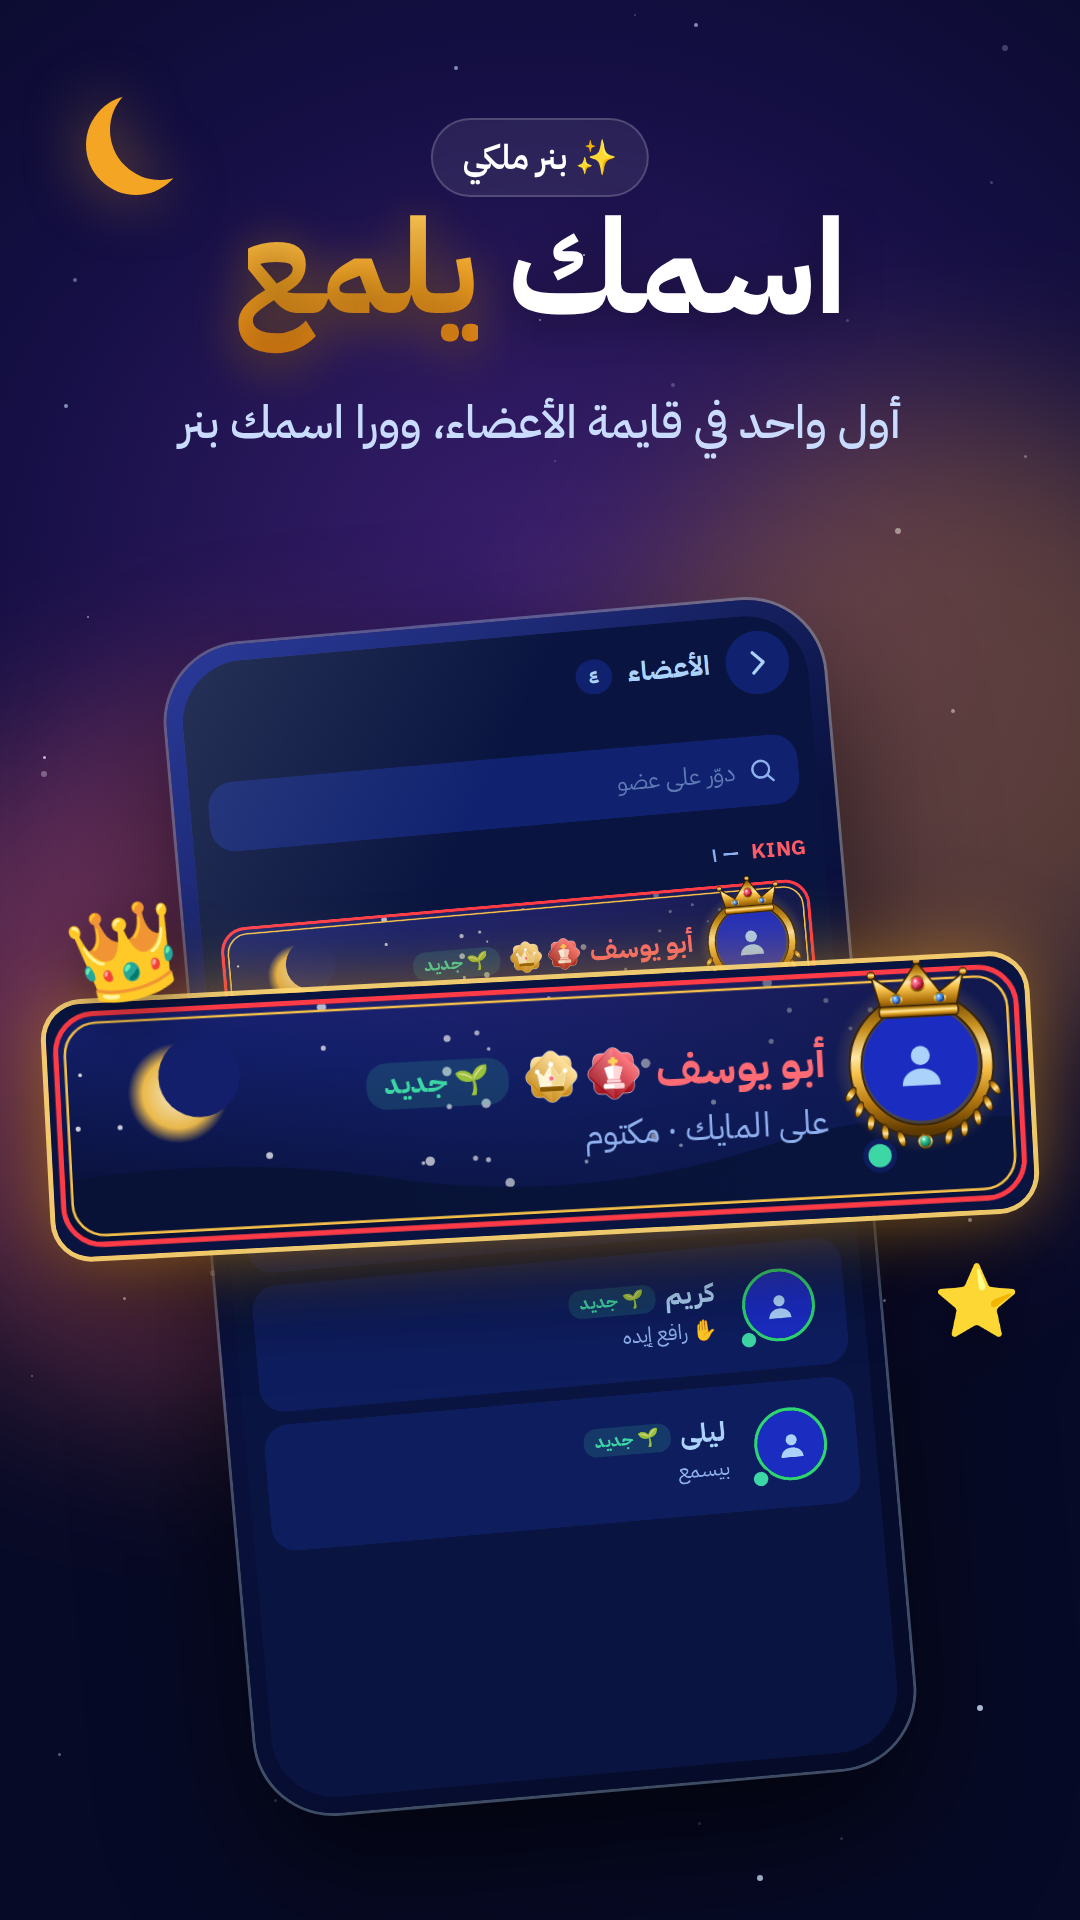 ✨ بنر ملكي
اسمك يلمع
أول واحد في قايمة الأعضاء، وورا اسمك بنر
الأعضاء ٤
دوّر على عضو
KING — ١
أبو يوسف 🌱 جديد
أبو يوسف 🌱 جديد
على المايك · مكتوم
كريم 🌱 جديد
✋ رافع إيده
ليلى 🌱 جديد
بيسمع